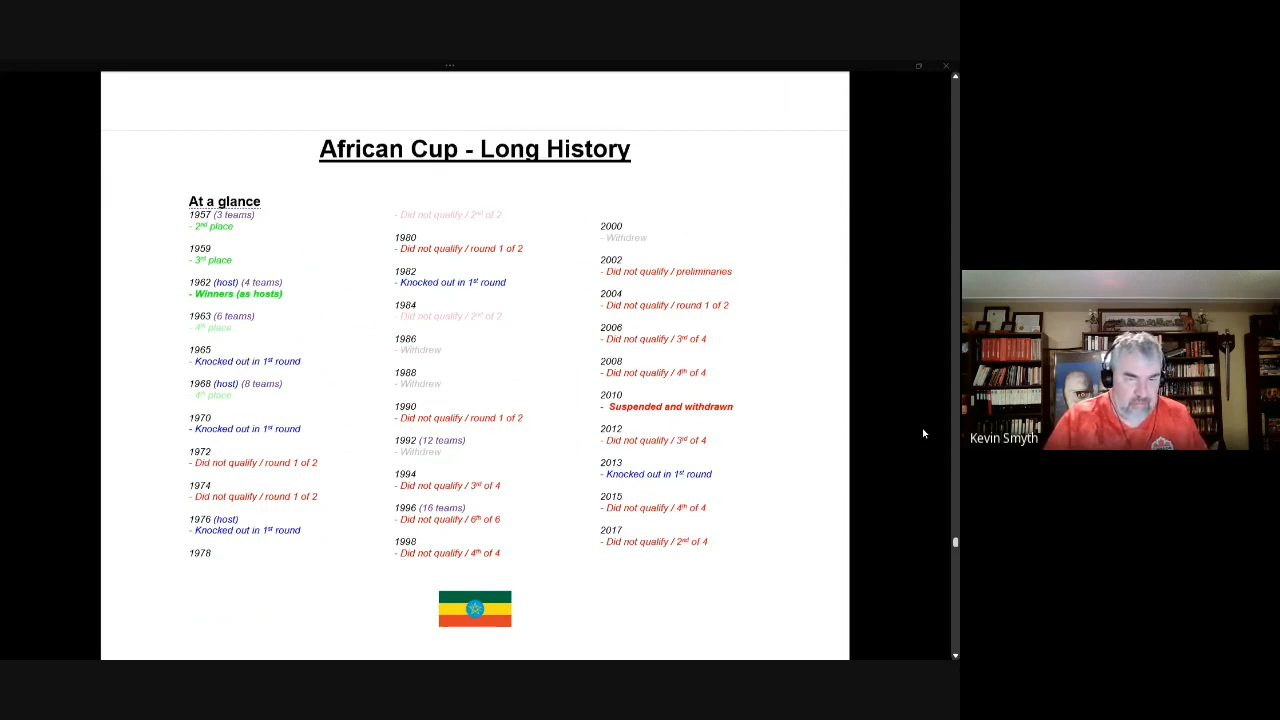 African Cup - Long History
At a glance
1957 (3 teams)
- 2nd place
1959
- 3rd place
1962 (host) (4 teams)
- Winners (as hosts)
1963 (6 teams)
- 4th place
1965
- Knocked out in 1st round
1968 (host) (8 teams)
- 4th place
1970
- Knocked out in 1st round
1972
- Did not qualify / round 1 of 2
1974
- Did not qualify / round 1 of 2
1976 (host)
- Knocked out in 1st round
1978
- Did not qualify / 2nd of 2
1980
- Did not qualify / round 1 of 2
1982
- Knocked out in 1st round
1984
- Did not qualify / 2nd of 2
1986
- Withdrew
1988
- Withdrew
1990
- Did not qualify / round 1 of 2
1992 (12 teams)
- Withdrew
1994
- Did not qualify / 3rd of 4
1996 (16 teams)
- Did not qualify / 6th of 6
1998
- Did not qualify / 4th of 4
2000
- Withdrew
2002
- Did not qualify / preliminaries
2004
- Did not qualify / round 1 of 2
2006
- Did not qualify / 3rd of 4
2008
- Did not qualify / 4th of 4
2010
- Suspended and withdrawn
2012
- Did not qualify / 3rd of 4
2013
- Knocked out in 1st round
2015
- Did not qualify / 4th of 4
2017
- Did not qualify / 2nd of 4
Kevin Smyth